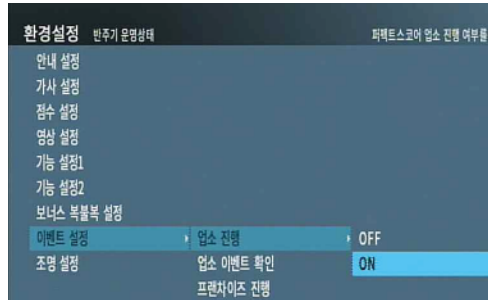 환경설정 반주기 운영상태 퍼펙트스코어 업소 진행 여부를
안내 설정
가사 설정
점수 설정
영상 설정
기능 설정1
기능 설정2
보너스 복불복 설정
이벤트 설정 업소 진행 OFF
조명 설정 업소 이벤트 확인 ON
프랜차이즈 진행